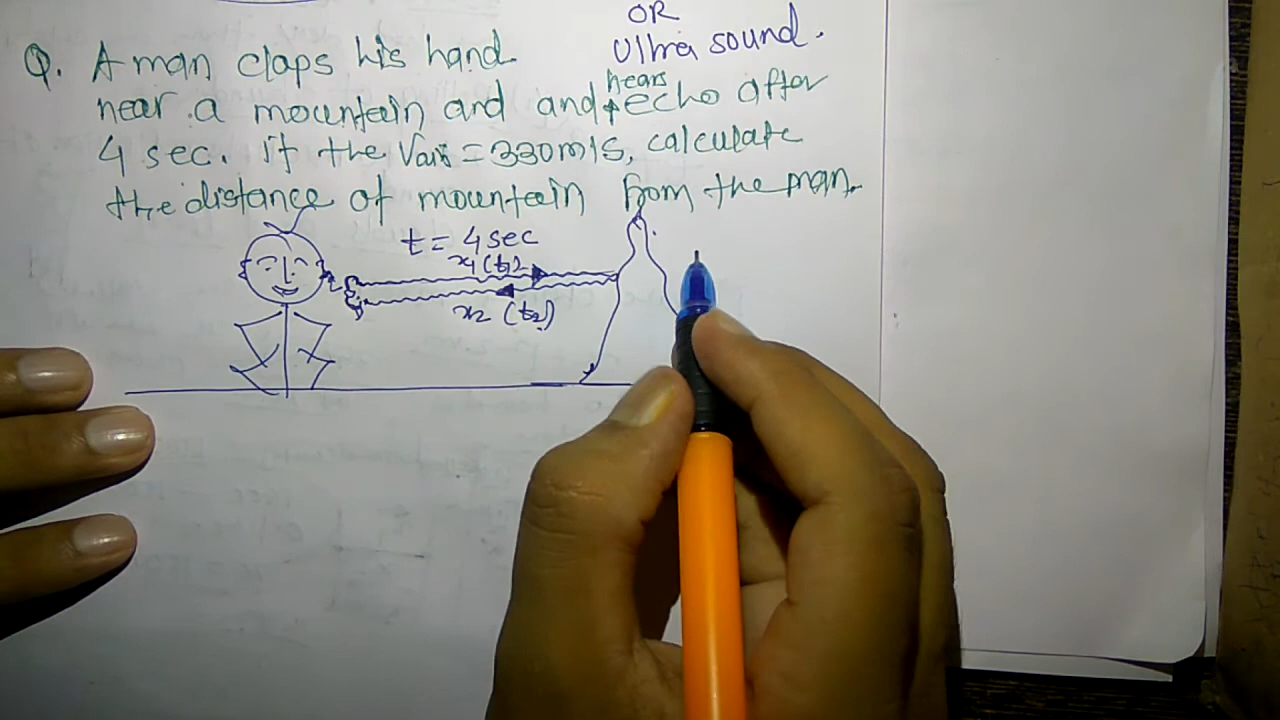 OR
Ultra sound.
Q. A man claps his hand
hears
near a mountain and and echo after
4 sec. If the Vair = 330m/s, calculate
the distance of mountain from the man.
t = 4 sec
x1 (t1)
x2 (t2)